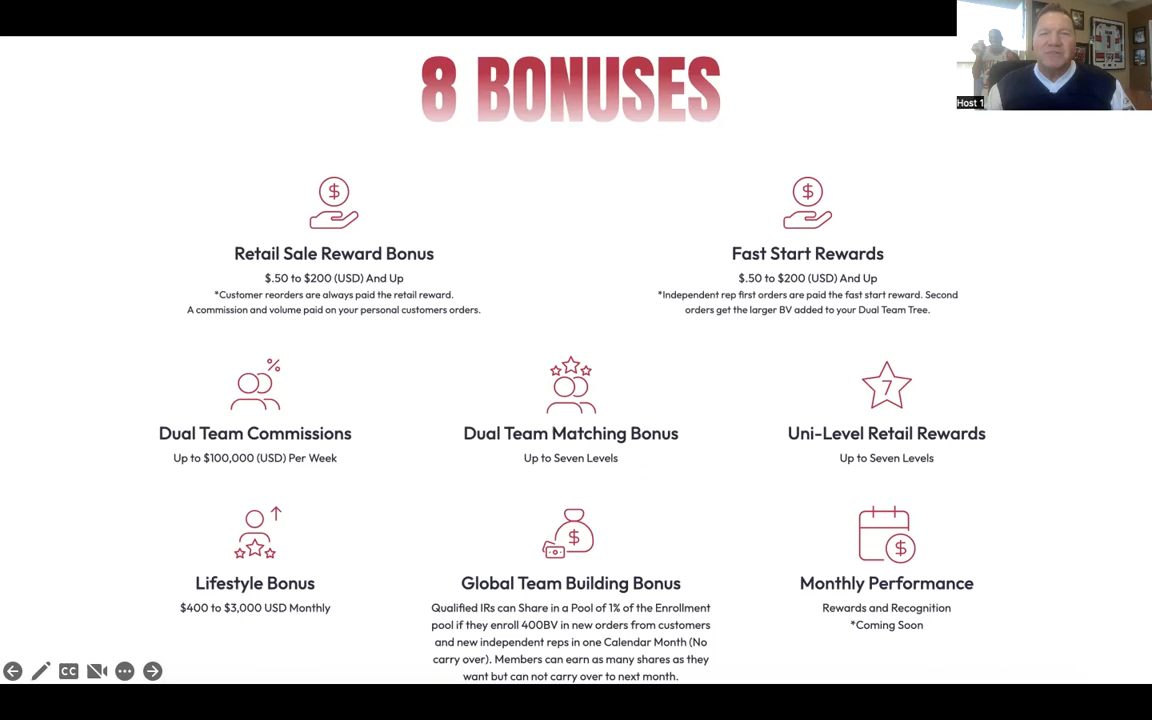 8 BONUSES
Host 1
$
$
Retail Sale Reward Bonus
Fast Start Rewards
$.50 to $200 (USD) And Up
$.50 to $200 (USD) And Up
*Customer reorders are always paid the retail reward.
A commission and volume paid on your personal customers orders.
*Independent rep first orders are paid the fast start reward. Second
orders get the larger BV added to your Dual Team Tree.
%
7
Dual Team Commissions
Up to $100,000 (USD) Per Week
Dual Team Matching Bonus
Up to Seven Levels
Uni-Level Retail Rewards
Up to Seven Levels
$
$
Lifestyle Bonus
$400 to $3,000 USD Monthly
Global Team Building Bonus
Qualified IRs can Share in a Pool of 1% of the Enrollment
pool if they enroll 400BV in new orders from customers
and new independent reps in one Calendar Month (No
carry over). Members can earn as many shares as they
want but can not carry over to next month.
Monthly Performance
Rewards and Recognition
*Coming Soon
CC